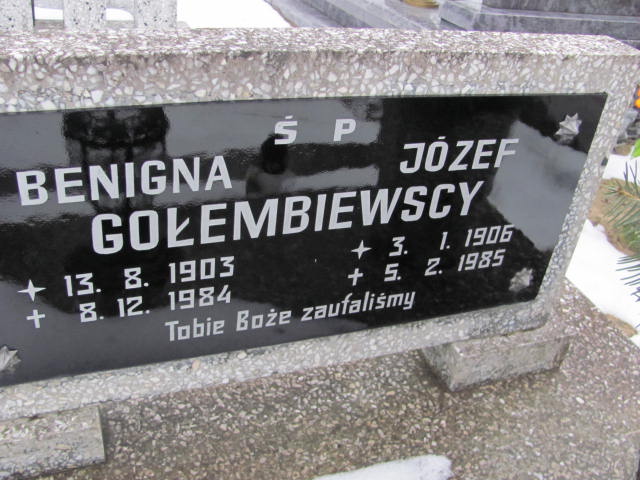 Ś P
BENIGNA JÓZEF
GOŁEMBIEWSCY
13. 8. 1903 3. 1. 1906
+ 8. 12. 1984 + 5. 2. 1985
Tobie Boże zaufaliśmy